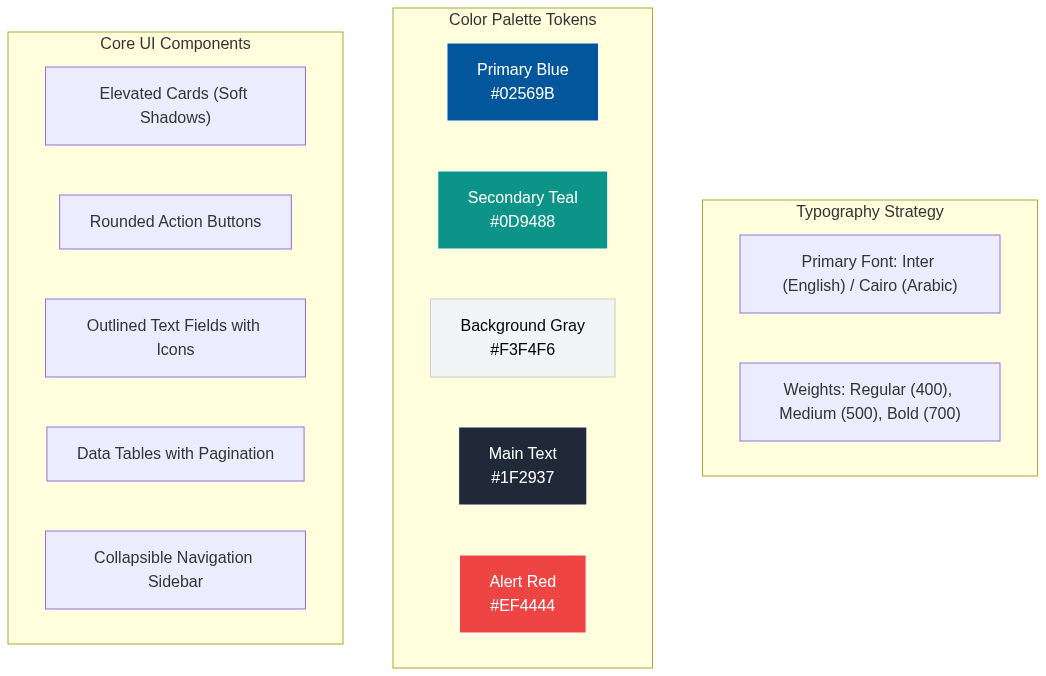 Core UI Components
Elevated Cards (Soft
Shadows)
Rounded Action Buttons
Outlined Text Fields with
Icons
Data Tables with Pagination
Collapsible Navigation
Sidebar
Color Palette Tokens
Primary Blue
#02569B
Secondary Teal
#0D9488
Background Gray
#F3F4F6
Main Text
#1F2937
Alert Red
#EF4444
Typography Strategy
Primary Font: Inter
(English) / Cairo (Arabic)
Weights: Regular (400),
Medium (500), Bold (700)